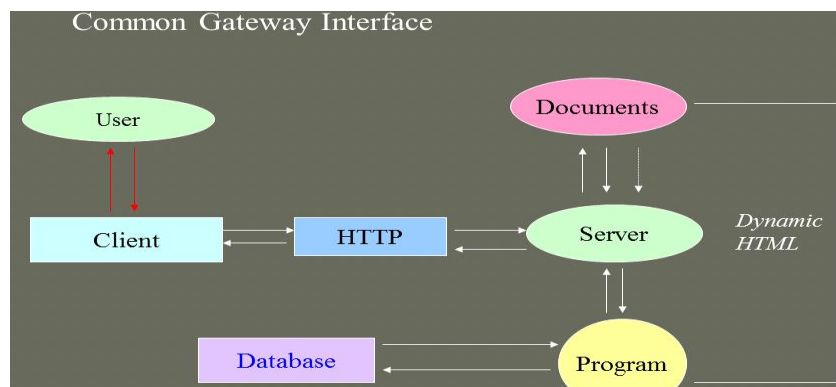 Common Gateway Interface
Documents
User
Client
HTTP
Server
Dynamic
HTML
Database
Program